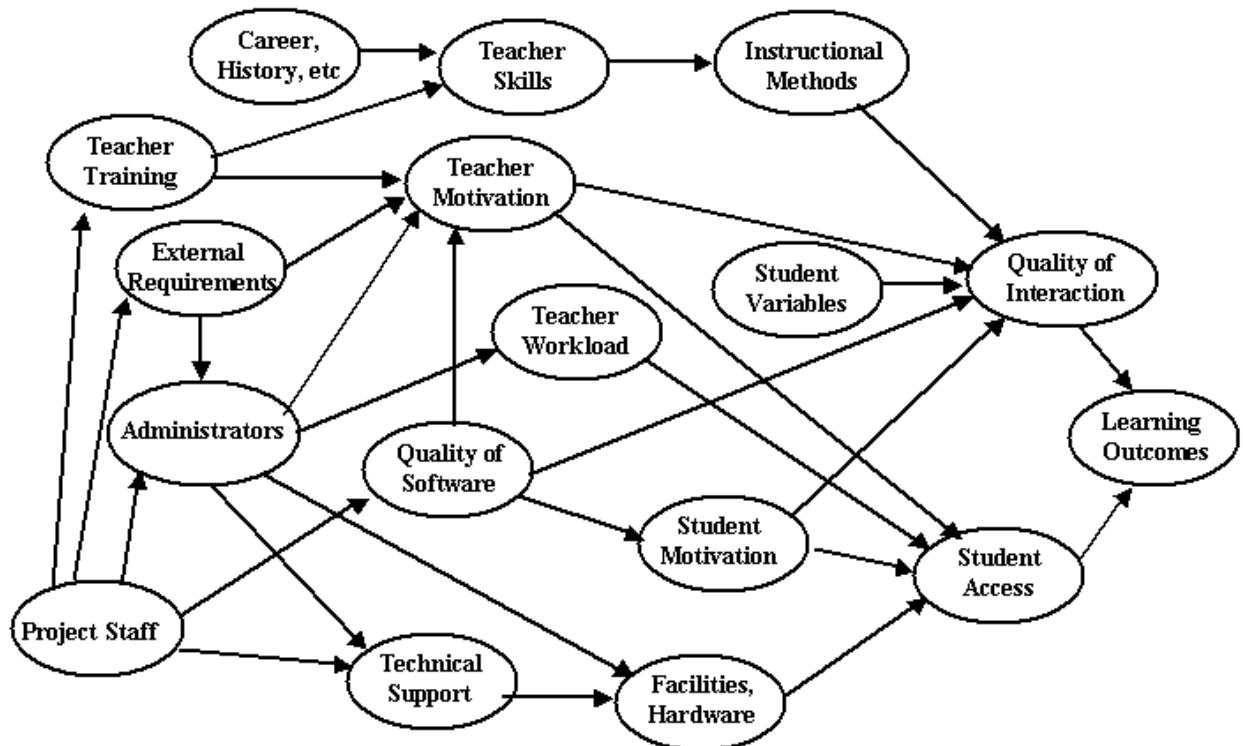 Career,
History, etc
Teacher
Skills
Instructional
Methods
Teacher
Training
Teacher
Motivation
External
Requirements
Student
Variables
Quality of
Interaction
Teacher
Workload
Administrators
Quality of
Software
Learning
Outcomes
Student
Motivation
Student
Access
Project Staff
Technical
Support
Facilities,
Hardware